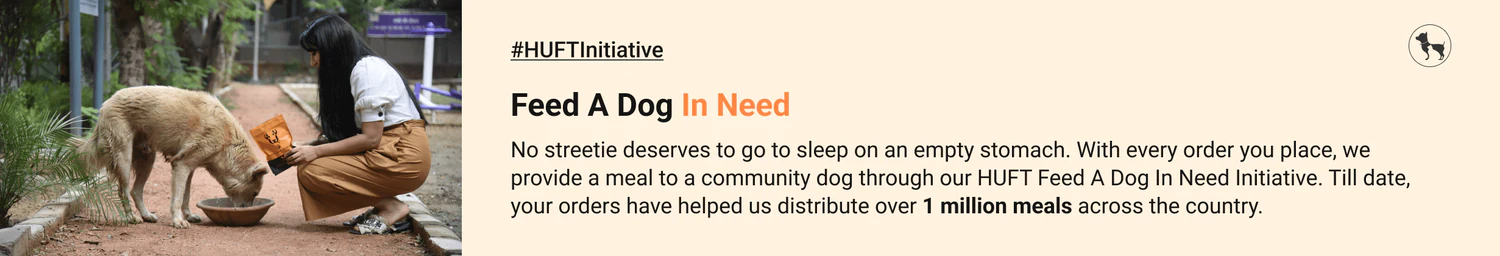 #HUFTInitiative
Feed A Dog In Need
No streetie deserves to go to sleep on an empty stomach. With every order you place, we
provide a meal to a community dog through our HUFT Feed A Dog In Need Initiative. Till date,
your orders have helped us distribute over 1 million meals across the country.